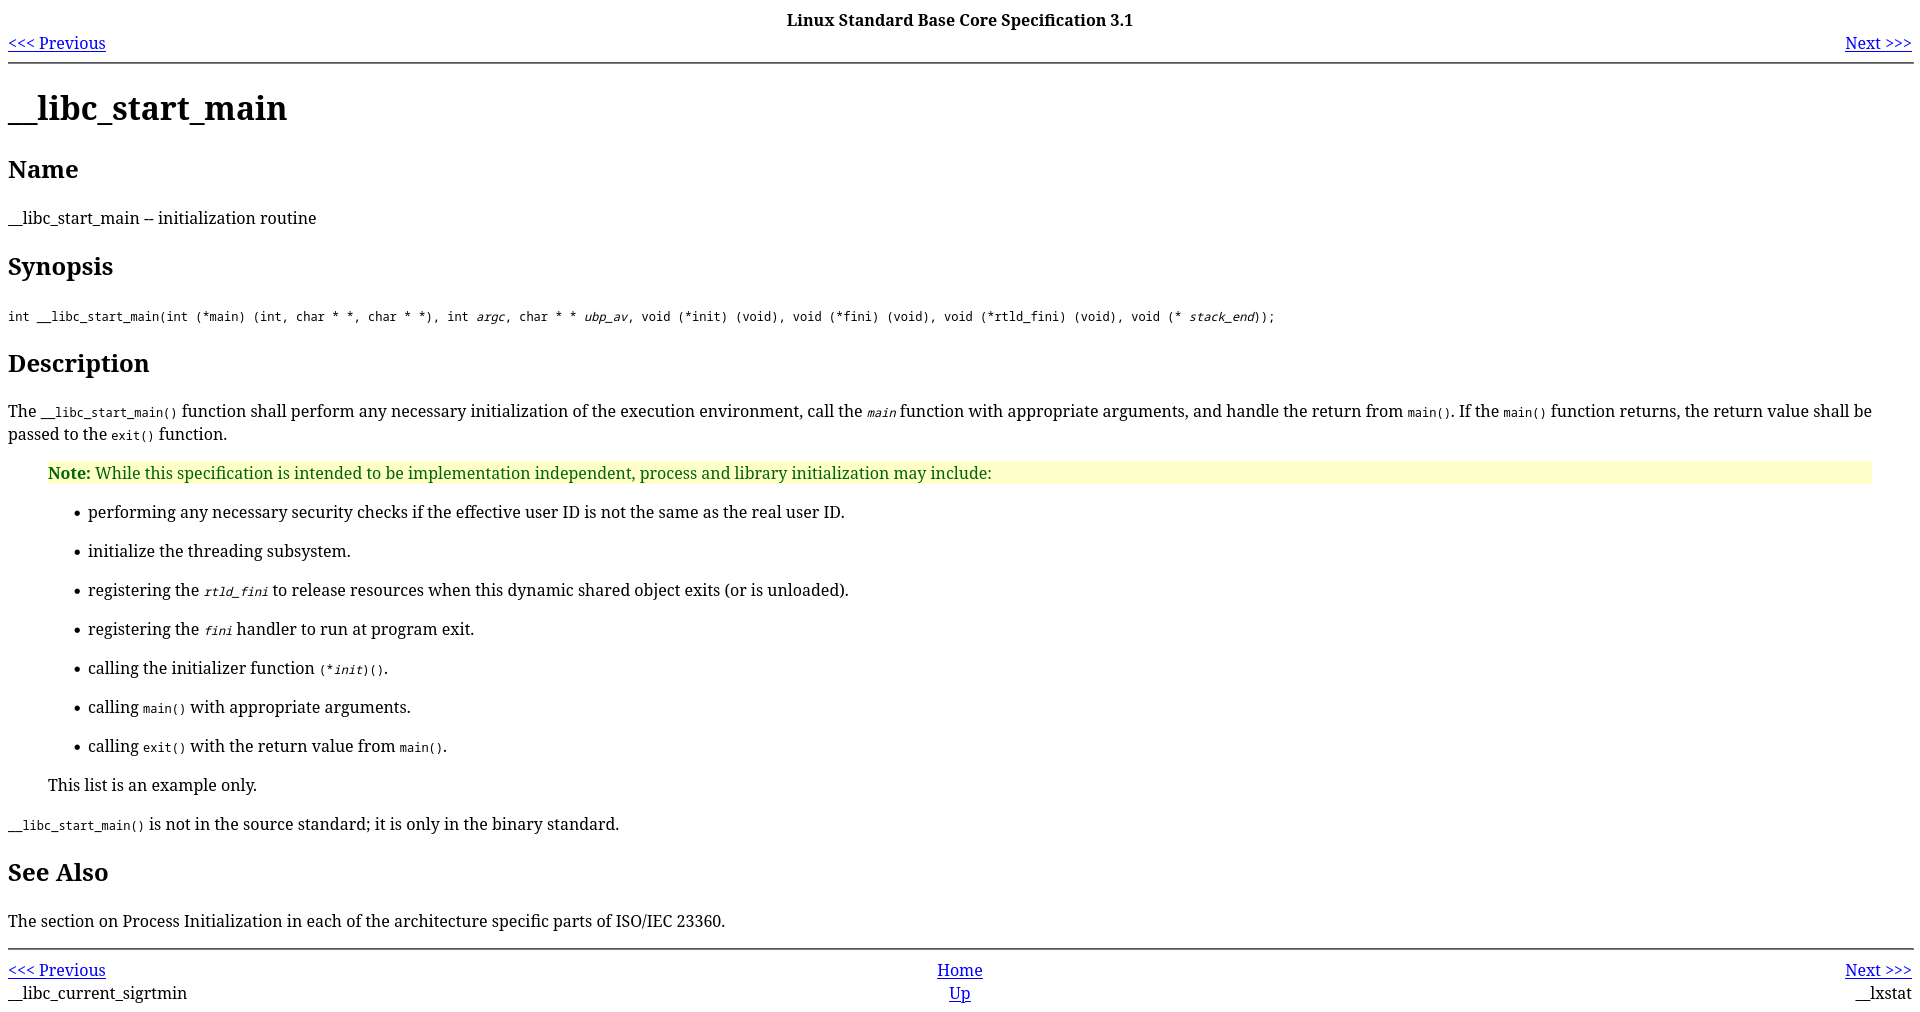 Linux Standard Base Core Specification 3.1
<<< Previous Next >>>
__libc_start_main
Name
__libc_start_main -- initialization routine
Synopsis
int __libc_start_main(int (*main) (int, char * *, char * *), int argc, char * * ubp_av, void (*init) (void), void (*fini) (void), void (*rtld_fini) (void), void (* stack_end));
Description
The __libc_start_main() function shall perform any necessary initialization of the execution environment, call the main function with appropriate arguments, and handle the return from main(). If the main() function returns, the return value shall be
passed to the exit() function.
Note: While this specification is intended to be implementation independent, process and library initialization may include:
• performing any necessary security checks if the effective user ID is not the same as the real user ID.
• initialize the threading subsystem.
• registering the rtld_fini to release resources when this dynamic shared object exits (or is unloaded).
• registering the fini handler to run at program exit.
• calling the initializer function (*init)().
• calling main() with appropriate arguments.
• calling exit() with the return value from main().
This list is an example only.
__libc_start_main() is not in the source standard; it is only in the binary standard.
See Also
The section on Process Initialization in each of the architecture specific parts of ISO/IEC 23360.
<<< Previous Home Next >>>
__libc_current_sigrtmin Up __lxstat